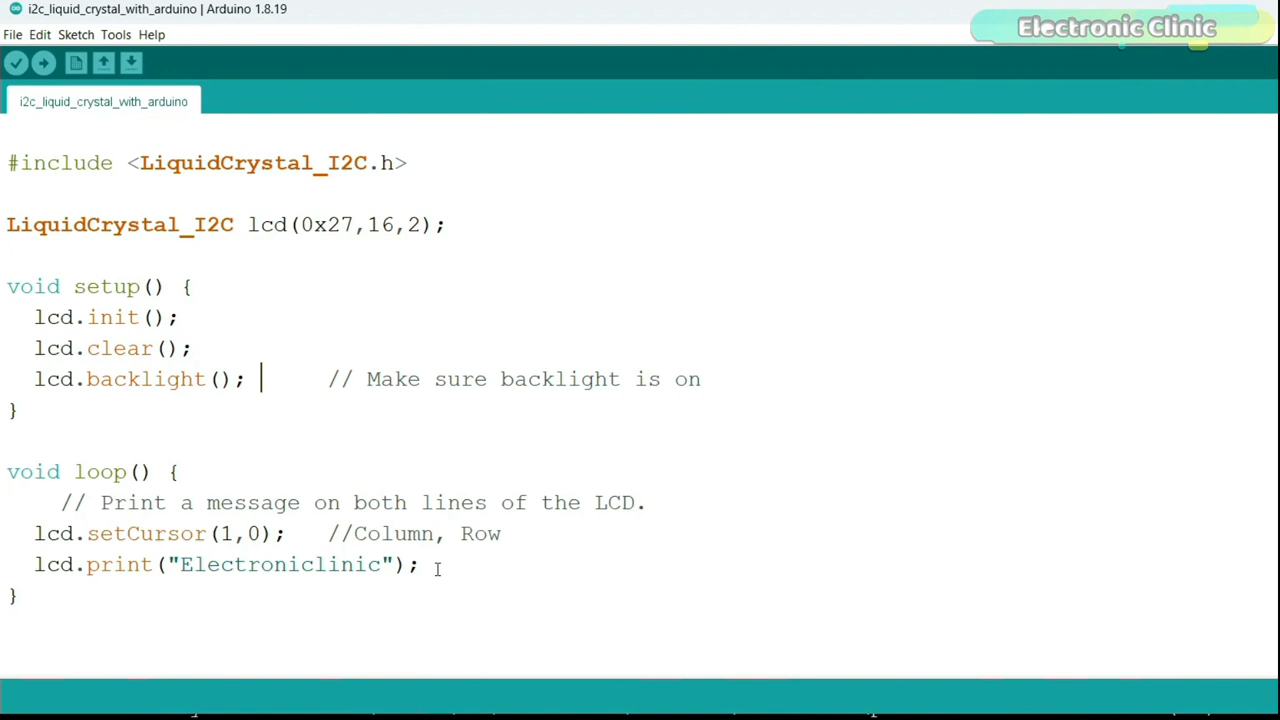 i2c_liquid_crystal_with_arduino | Arduino 1.8.19
Electronic Clinic
File Edit Sketch Tools Help
i2c_liquid_crystal_with_arduino
#include <LiquidCrystal_I2C.h>
LiquidCrystal_I2C lcd(0x27,16,2);
void setup() {
lcd.init();
lcd.clear();
lcd.backlight(); // Make sure backlight is on
}
void loop() {
// Print a message on both lines of the LCD.
lcd.setCursor(1,0); //Column, Row
lcd.print("Electroniclinic");
}